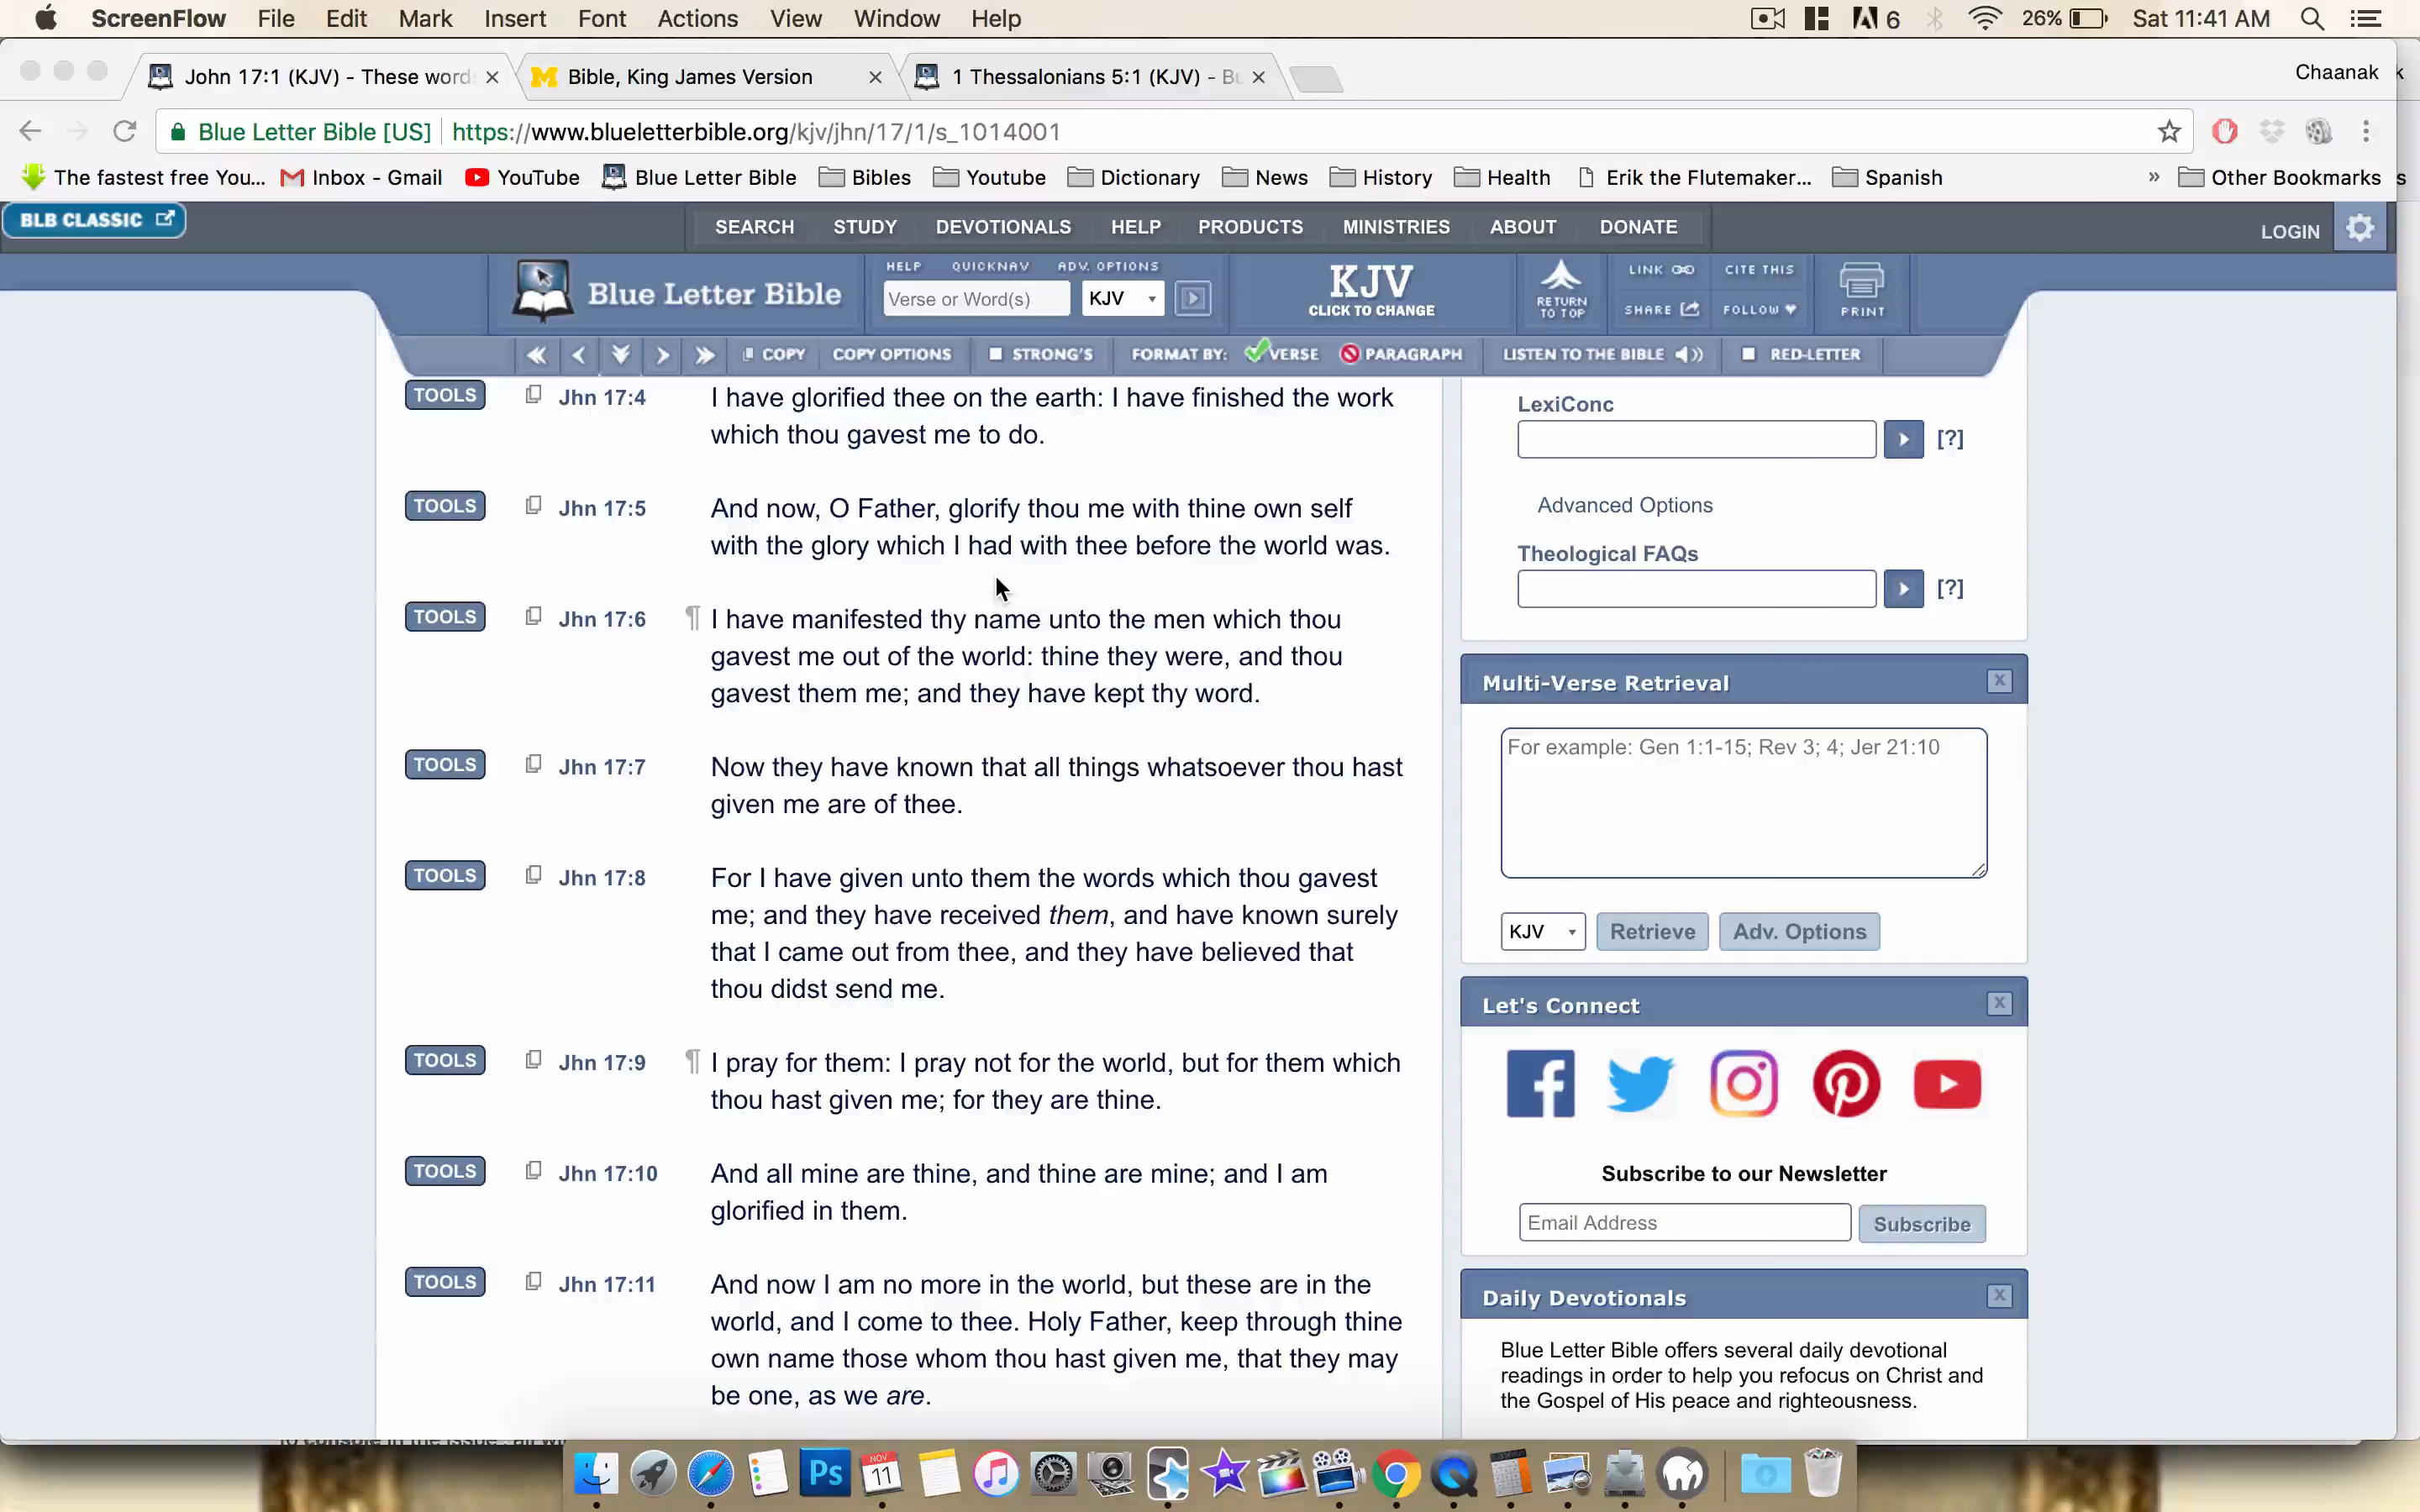 ScreenFlow File Edit Mark Insert Font Actions View Window Help 6 26% Sat 11:41 AM
John 17:1 (KJV) - These word Bible, King James Version 1 Thessalonians 5:1 (KJV) - Bu Chaanak
Blue Letter Bible [US] https://www.blueletterbible.org/kjv/jhn/17/1/s_1014001
The fastest free You... Inbox - Gmail YouTube Blue Letter Bible Bibles Youtube Dictionary News History Health Erik the Flutemaker... Spanish » Other Bookmarks
BLB CLASSIC SEARCH STUDY DEVOTIONALS HELP PRODUCTS MINISTRIES ABOUT DONATE LOGIN
HELP QUICKNAV ADV. OPTIONS
Blue Letter Bible Verse or Word(s) KJV
KJV
CLICK TO CHANGE
RETURN
TO TOP
LINK CITE THIS
SHARE FOLLOW
PRINT
COPY COPY OPTIONS STRONG'S FORMAT BY: VERSE PARAGRAPH LISTEN TO THE BIBLE RED-LETTER
TOOLS Jhn 17:4 I have glorified thee on the earth: I have finished the work
which thou gavest me to do.
TOOLS Jhn 17:5 And now, O Father, glorify thou me with thine own self
with the glory which I had with thee before the world was.
TOOLS Jhn 17:6 ¶ I have manifested thy name unto the men which thou
gavest me out of the world: thine they were, and thou
gavest them me; and they have kept thy word.
TOOLS Jhn 17:7 Now they have known that all things whatsoever thou hast
given me are of thee.
TOOLS Jhn 17:8 For I have given unto them the words which thou gavest
me; and they have received them, and have known surely
that I came out from thee, and they have believed that
thou didst send me.
TOOLS Jhn 17:9 ¶ I pray for them: I pray not for the world, but for them which
thou hast given me; for they are thine.
TOOLS Jhn 17:10 And all mine are thine, and thine are mine; and I am
glorified in them.
TOOLS Jhn 17:11 And now I am no more in the world, but these are in the
world, and I come to thee. Holy Father, keep through thine
own name those whom thou hast given me, that they may
be one, as we are.
LexiConc
[?]
Advanced Options
Theological FAQs
[?]
Multi-Verse Retrieval X
For example: Gen 1:1-15; Rev 3; 4; Jer 21:10
KJV Retrieve Adv. Options
Let's Connect X
Subscribe to our Newsletter
Email Address Subscribe
Daily Devotionals X
Blue Letter Bible offers several daily devotional
readings in order to help you refocus on Christ and
the Gospel of His peace and righteousness.
Ps NOV
11